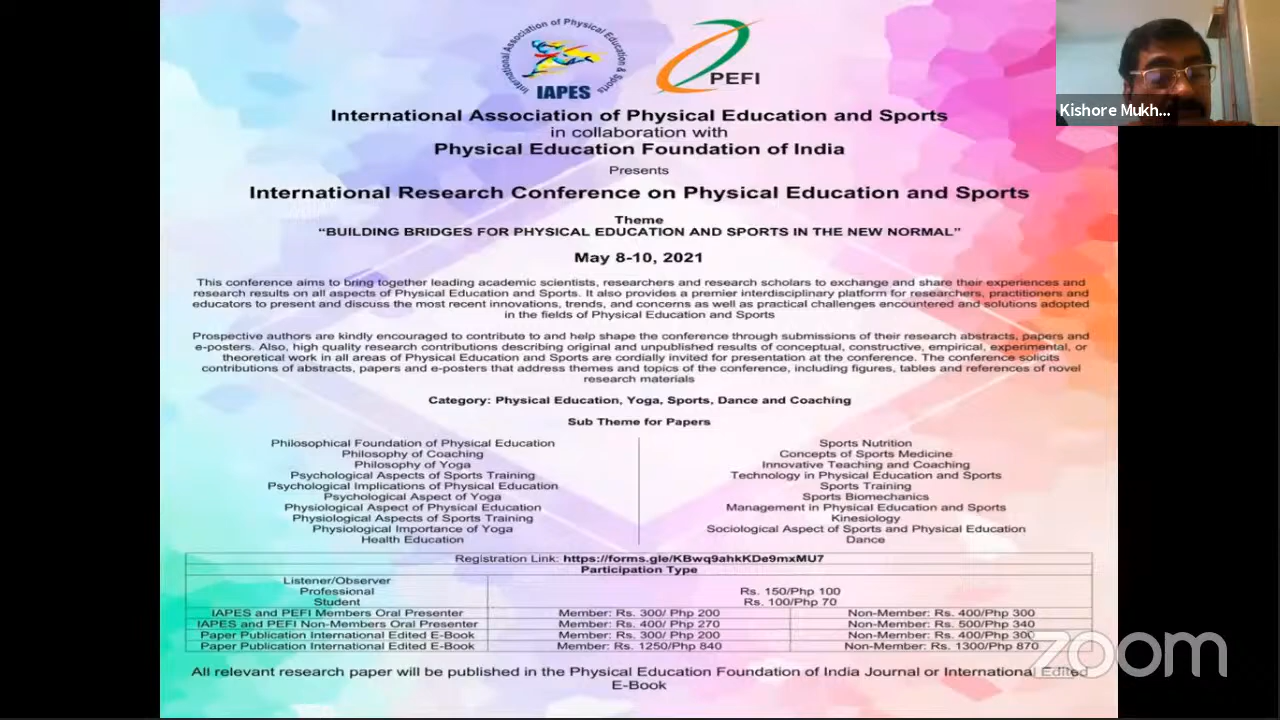 International Association of Physical Education & Sports
IAPES
PEFI
International Association of Physical Education and Sports
in collaboration with
Physical Education Foundation of India
Presents
International Research Conference on Physical Education and Sports
Theme
“BUILDING BRIDGES FOR PHYSICAL EDUCATION AND SPORTS IN THE NEW NORMAL”
May 8-10, 2021
This conference aims to bring together leading academic scientists, researchers and research scholars to exchange and share their experiences and
research results on all aspects of Physical Education and Sports. It also provides a premier interdisciplinary platform for researchers, practitioners and
educators to present and discuss the most recent innovations, trends, and concerns as well as practical challenges encountered and solutions adopted
in the fields of Physical Education and Sports
Prospective authors are kindly encouraged to contribute to and help shape the conference through submissions of their research abstracts, papers and
e-posters. Also, high quality research contributions describing original and unpublished results of conceptual, constructive, empirical, experimental, or
theoretical work in all areas of Physical Education and Sports are cordially invited for presentation at the conference. The conference solicits
contributions of abstracts, papers and e-posters that address themes and topics of the conference, including figures, tables and references of novel
research materials
Category: Physical Education, Yoga, Sports, Dance and Coaching
Sub Theme for Papers
Philosophical Foundation of Physical Education
Philosophy of Coaching
Philosophy of Yoga
Psychological Aspects of Sports Training
Psychological Implications of Physical Education
Psychological Aspect of Yoga
Physiological Aspect of Physical Education
Physiological Aspects of Sports Training
Physiological Importance of Yoga
Health Education
Sports Nutrition
Concepts of Sports Medicine
Innovative Teaching and Coaching
Technology in Physical Education and Sports
Sports Training
Sports Biomechanics
Management in Physical Education and Sports
Kinesiology
Sociological Aspect of Sports and Physical Education
Dance
Registration Link: https://forms.gle/KBwq9ahkKDe9mxMU7
Participation Type
Listener/Observer
Professional Rs. 150/Php 100
Student Rs. 100/Php 70
IAPES and PEFI Members Oral Presenter Member: Rs. 300/ Php 200 Non-Member: Rs. 400/Php 300
IAPES and PEFI Non-Members Oral Presenter Member: Rs. 400/ Php 270 Non-Member: Rs. 500/Php 340
Paper Publication International Edited E-Book Member: Rs. 300/ Php 200 Non-Member: Rs. 400/Php 300
Paper Publication International Edited E-Book Member: Rs. 1250/Php 840 Non-Member: Rs. 1300/Php 870
All relevant research paper will be published in the Physical Education Foundation of India Journal or International Edited
E-Book
Kishore Mukh...
zoom